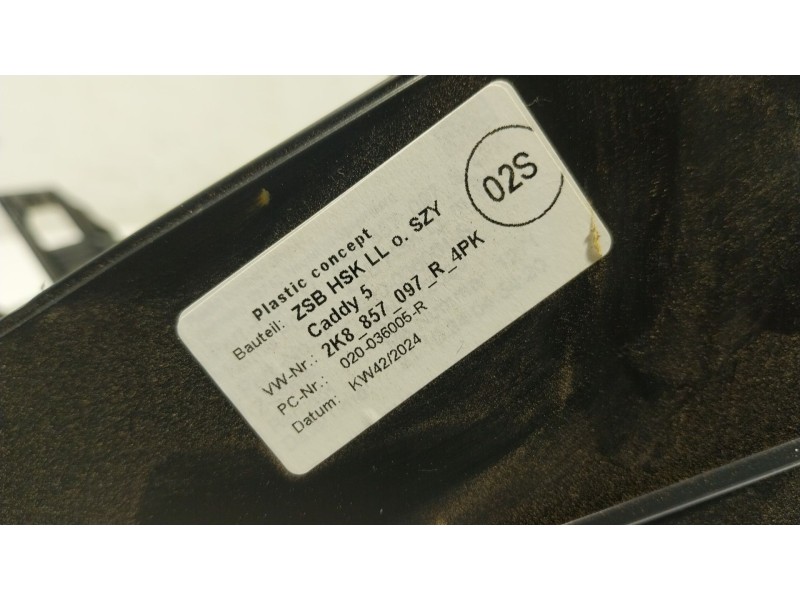 Plastic concept
Bauteil: ZSB HSK LL o. SZY
Caddy 5
VW-Nr.: 2K8_857_097_R_4PK
PC-Nr.: 020-036005-R
Datum: KW42/2024
02S